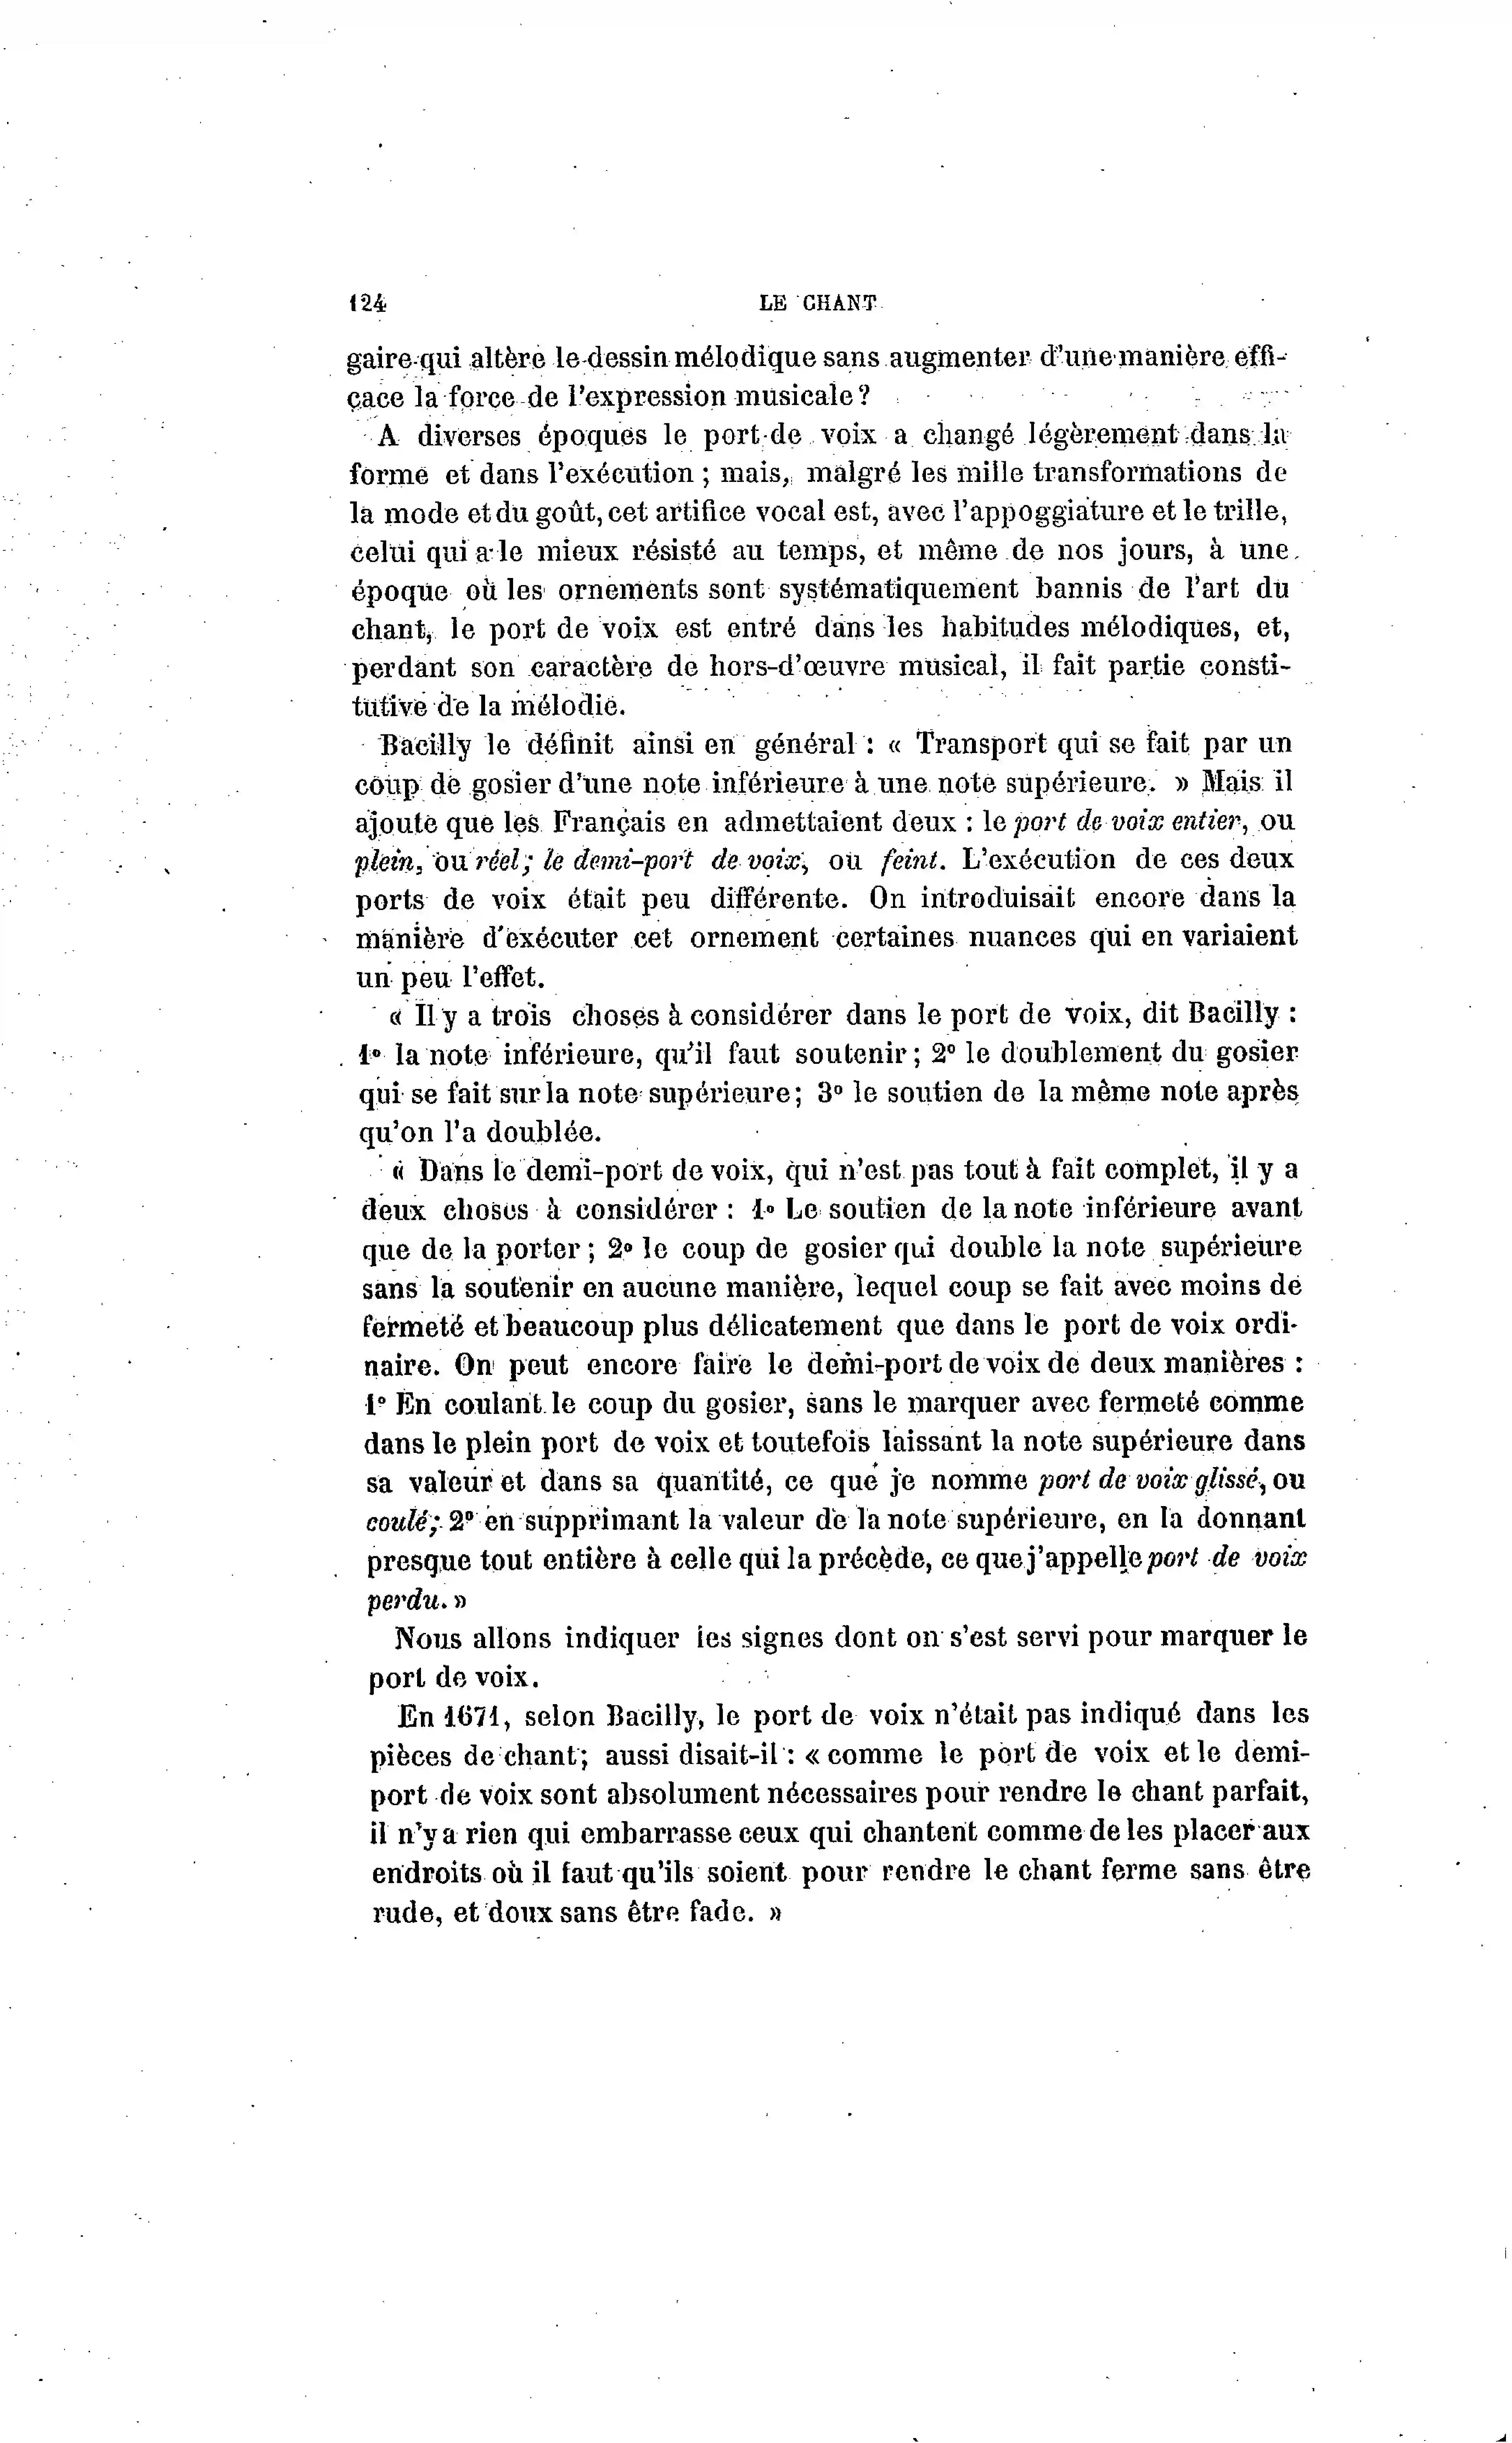 124 LE CHANT
gaire qui altère le dessin mélodique sans augmenter d'une manière effi-
cace la force de l'expression musicale?
A diverses époques le port de voix a changé légèrement dans la
forme et dans l'exécution ; mais, malgré les mille transformations de
la mode et du goût, cet artifice vocal est, avec l'appoggiature et le trille,
celui qui a le mieux résisté au temps, et même de nos jours, à une
époque où les ornements sont systématiquement bannis de l'art du
chant, le port de voix est entré dans les habitudes mélodiques, et,
perdant son caractère de hors-d'œuvre musical, il fait partie consti-
tutive de la mélodie.
Bacilly le définit ainsi en général : « Transport qui se fait par un
coup de gosier d'une note inférieure à une note supérieure. » Mais il
ajoute que les Français en admettaient deux : le port de voix entier, ou
plein, ou réel; le demi-port de voix, ou feint. L'exécution de ces deux
ports de voix était peu différente. On introduisait encore dans la
manière d'exécuter cet ornement certaines nuances qui en variaient
un peu l'effet.
« Il y a trois choses à considérer dans le port de voix, dit Bacilly :
1o la note inférieure, qu'il faut soutenir ; 2o le doublement du gosier
qui se fait sur la note supérieure; 3o le soutien de la même note après
qu'on l'a doublée.
« Dans le demi-port de voix, qui n'est pas tout à fait complet, il y a
deux choses à considérer : 1o Le soutien de la note inférieure avant
que de la porter ; 2o le coup de gosier qui double la note supérieure
sans la soutenir en aucune manière, lequel coup se fait avec moins de
fermeté et beaucoup plus délicatement que dans le port de voix ordi-
naire. On peut encore faire le demi-port de voix de deux manières :
1o En coulant le coup du gosier, sans le marquer avec fermeté comme
dans le plein port de voix et toutefois laissant la note supérieure dans
sa valeur et dans sa quantité, ce que je nomme port de voix glissé, ou
coulé; 2o en supprimant la valeur de la note supérieure, en la donnant
presque tout entière à celle qui la précède, ce que j'appelle port de voix
perdu. »
Nous allons indiquer les signes dont on s'est servi pour marquer le
port de voix.
En 1671, selon Bacilly, le port de voix n'était pas indiqué dans les
pièces de chant; aussi disait-il : « comme le port de voix et le demi-
port de voix sont absolument nécessaires pour rendre le chant parfait,
il n'y a rien qui embarrasse ceux qui chantent comme de les placer aux
endroits où il faut qu'ils soient pour rendre le chant ferme sans être
rude, et doux sans être fade. »